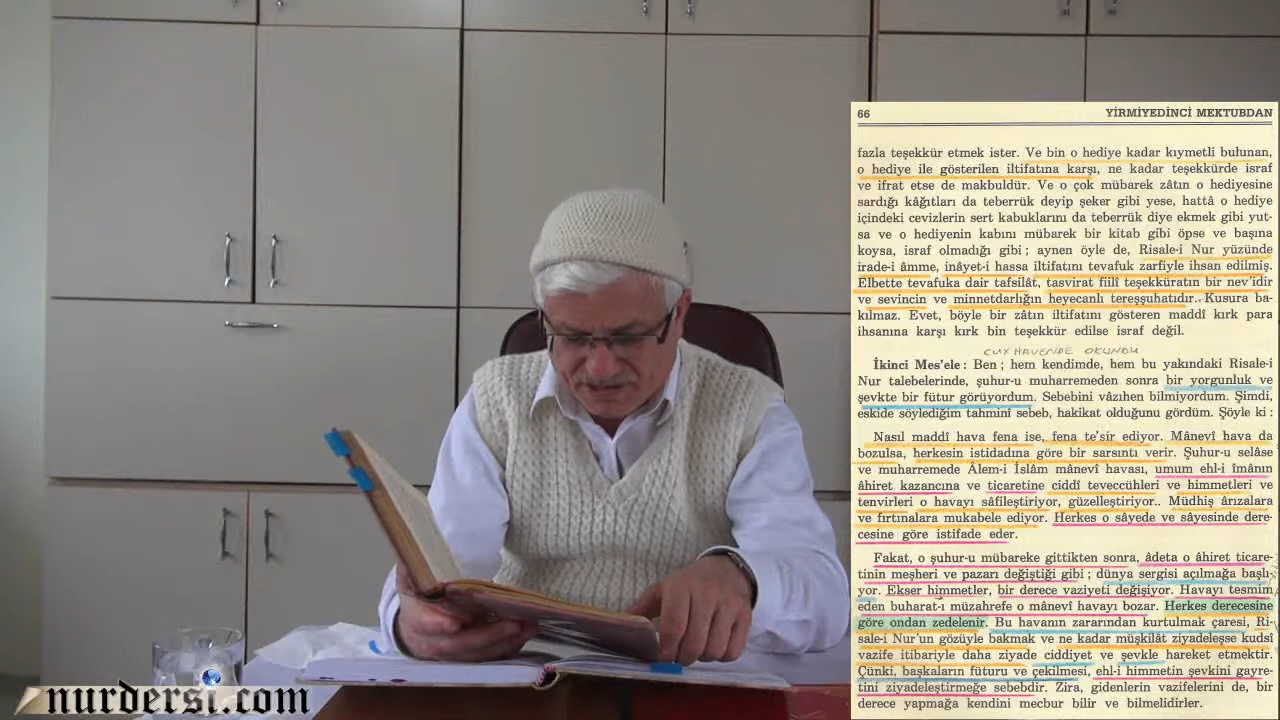 66 YİRMİYEDİNCİ MEKTUBDAN
fazla teşekkür etmek ister. Ve bin o hediye kadar kıymetli bulunan,
o hediye ile gösterilen iltifatına karşı, ne kadar teşekkürde israf
ve ifrat etse de makbuldür. Ve o çok mübarek zâtın o hediyesine
sardığı kâğıtları da teberrük deyip şeker gibi yese, hattâ o hediye
içindeki cevizlerin sert kabuklarını da teberrük diye ekmek gibi yut-
sa ve o hediyenin kabını mübarek bir kitab gibi öpse ve başına
koysa, israf olmadığı gibi; aynen öyle de, Risale-i Nur yüzünde
irade-i âmme, inâyet-i hassa iltifatını tevafuk zarfiyle ihsan edilmiş.
Elbette tevafuka dair tafsilât, tasvirat fiilî teşekküratın bir nev'idir
ve sevincin ve minnetdarlığın heyecanlı tereşşuhatıdır.. Kusura ba-
kılmaz. Evet, böyle bir zâtın iltifatını gösteren maddî kırk para
ihsanına karşı kırk bin teşekkür edilse israf değil.
CUXHAVENDE OKUNDU
İkinci Mes'ele: Ben; hem kendimde, hem bu yakındaki Risale-i
Nur talebelerinde, şuhur-u muharremeden sonra bir yorgunluk ve
şevkte bir fütur görüyordum. Sebebini vâzıhen bilmiyordum. Şimdi,
eskide söylediğim tahminî sebeb, hakikat olduğunu gördüm. Şöyle ki:
Nasıl maddî hava fena ise, fena te'sir ediyor. Mânevî hava da
bozulsa, herkesin istidadına göre bir sarsıntı verir. Şuhur-u selâse
ve muharremede Âlem-i İslâm mânevî havası, umum ehl-i îmânın
âhiret kazancına ve ticaretine ciddî teveccühleri ve himmetleri ve
tenvirleri o havayı sâfîleştiriyor, güzelleştiriyor.. Müdhiş ârızalara
ve fırtınalara mukabele ediyor. Herkes o sâyede ve sâyesinde dere-
cesine göre istifade eder.
Fakat, o şuhur-u mübareke gittikten sonra, âdeta o âhiret ticare-
tinin meşheri ve pazarı değiştiği gibi; dünya sergisi açılmağa başlı-
yor. Ekser himmetler, bir derece vaziyeti değişiyor. Havayı tesmim
eden buharat-ı müzahrefe o mânevî havayı bozar. Herkes derecesine
göre ondan zedelenir. Bu havanın zararından kurtulmak çaresi, Ri-
sale-i Nur'un gözüyle bakmak ve ne kadar müşkilât ziyadeleşse kudsî
vazife itibariyle daha ziyade ciddiyet ve şevkle hareket etmektir.
Çünki, başkaların füturu ve çekilmesi, ehl-i himmetin şevkini gayre-
tini ziyadeleştirmeğe sebebdir. Zira, gidenlerin vazifelerini de, bir
derece yapmağa kendini mecbur bilir ve bilmelidirler.
nurdersi.com